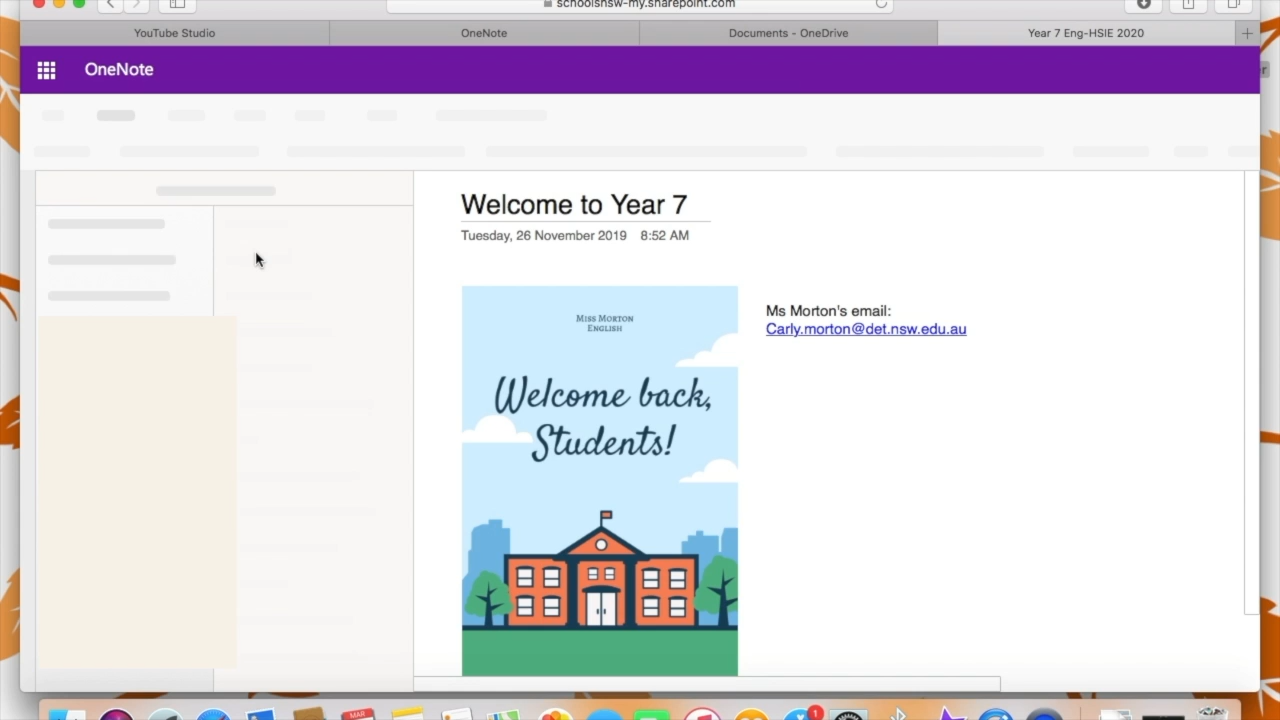 schoolsnsw-my.sharepoint.com
YouTube Studio
OneNote
Documents - OneDrive
Year 7 Eng-HSIE 2020
OneNote
Welcome to Year 7
Tuesday, 26 November 2019 8:52 AM
Miss Morton
English
Welcome back,
Students!
Ms Morton's email:
Carly.morton@det.nsw.edu.au
MAR
1